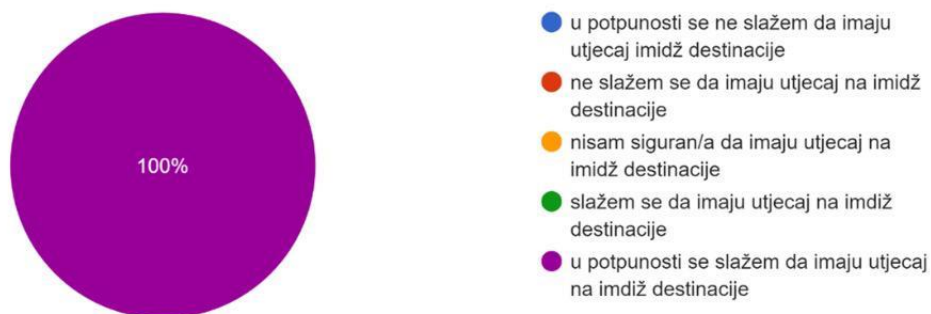 100%
u potpunosti se ne slažem da imaju
utjecaj imidž destinacije
ne slažem se da imaju utjecaj na imidž
destinacije
nisam siguran/a da imaju utjecaj na
imidž destinacije
slažem se da imaju utjecaj na imdiž
destinacije
u potpunosti se slažem da imaju utjecaj
na imdiž destinacije